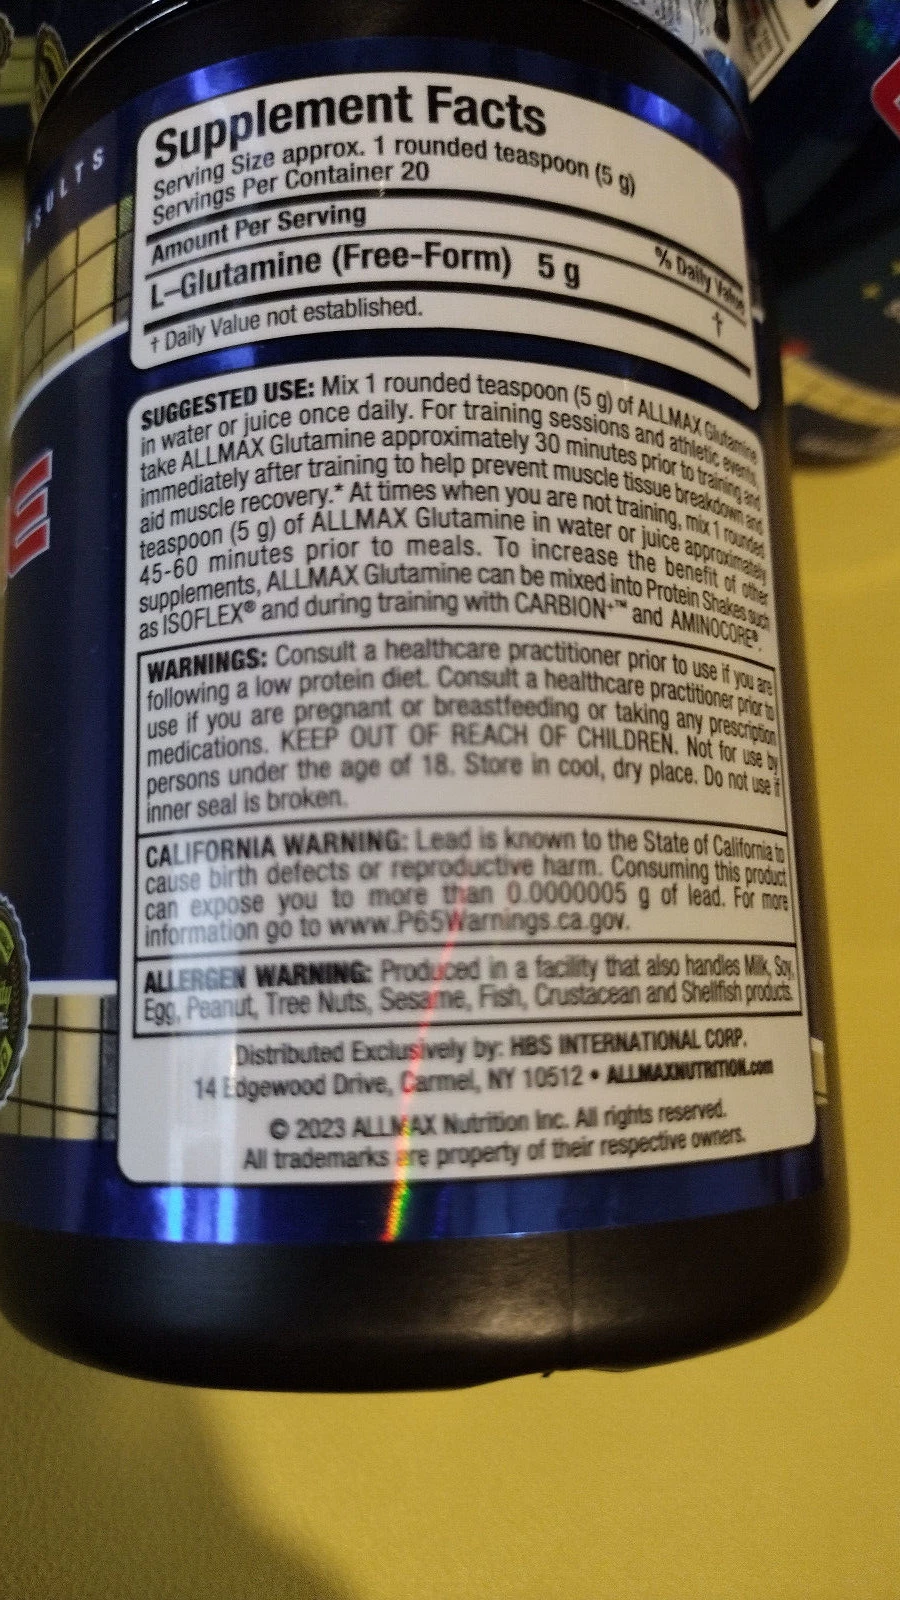 SULTS
Supplement Facts
Serving Size approx. 1 rounded teaspoon (5 g)
Servings Per Container 20
Amount Per Serving
% Daily Value
L-Glutamine (Free-Form) 5 g †
† Daily Value not established.
E
SUGGESTED USE: Mix 1 rounded teaspoon (5 g) of ALLMAX Glutamine
in water or juice once daily. For training sessions and athletic events,
take ALLMAX Glutamine approximately 30 minutes prior to training and
immediately after training to help prevent muscle tissue breakdown and
aid muscle recovery.* At times when you are not training, mix 1 rounded
teaspoon (5 g) of ALLMAX Glutamine in water or juice approximately
45-60 minutes prior to meals. To increase the benefit of other
supplements, ALLMAX Glutamine can be mixed into Protein Shakes such
as ISOFLEX® and during training with CARBION+™ and AMINOCORE®.
WARNINGS: Consult a healthcare practitioner prior to use if you are
following a low protein diet. Consult a healthcare practitioner prior to
use if you are pregnant or breastfeeding or taking any prescription
medications. KEEP OUT OF REACH OF CHILDREN. Not for use by
persons under the age of 18. Store in cool, dry place. Do not use if
inner seal is broken.
CALIFORNIA WARNING: Lead is known to the State of California to
cause birth defects or reproductive harm. Consuming this product
can expose you to more than 0.0000005 g of lead. For more
information go to www.P65Warnings.ca.gov.
ALLERGEN WARNING: Produced in a facility that also handles Milk, Soy,
Egg, Peanut, Tree Nuts, Sesame, Fish, Crustacean and Shellfish products.
Distributed Exclusively by: HBS INTERNATIONAL CORP.
14 Edgewood Drive, Carmel, NY 10512 • ALLMAXNUTRITION.com
© 2023 ALLMAX Nutrition Inc. All rights reserved.
All trademarks are property of their respective owners.